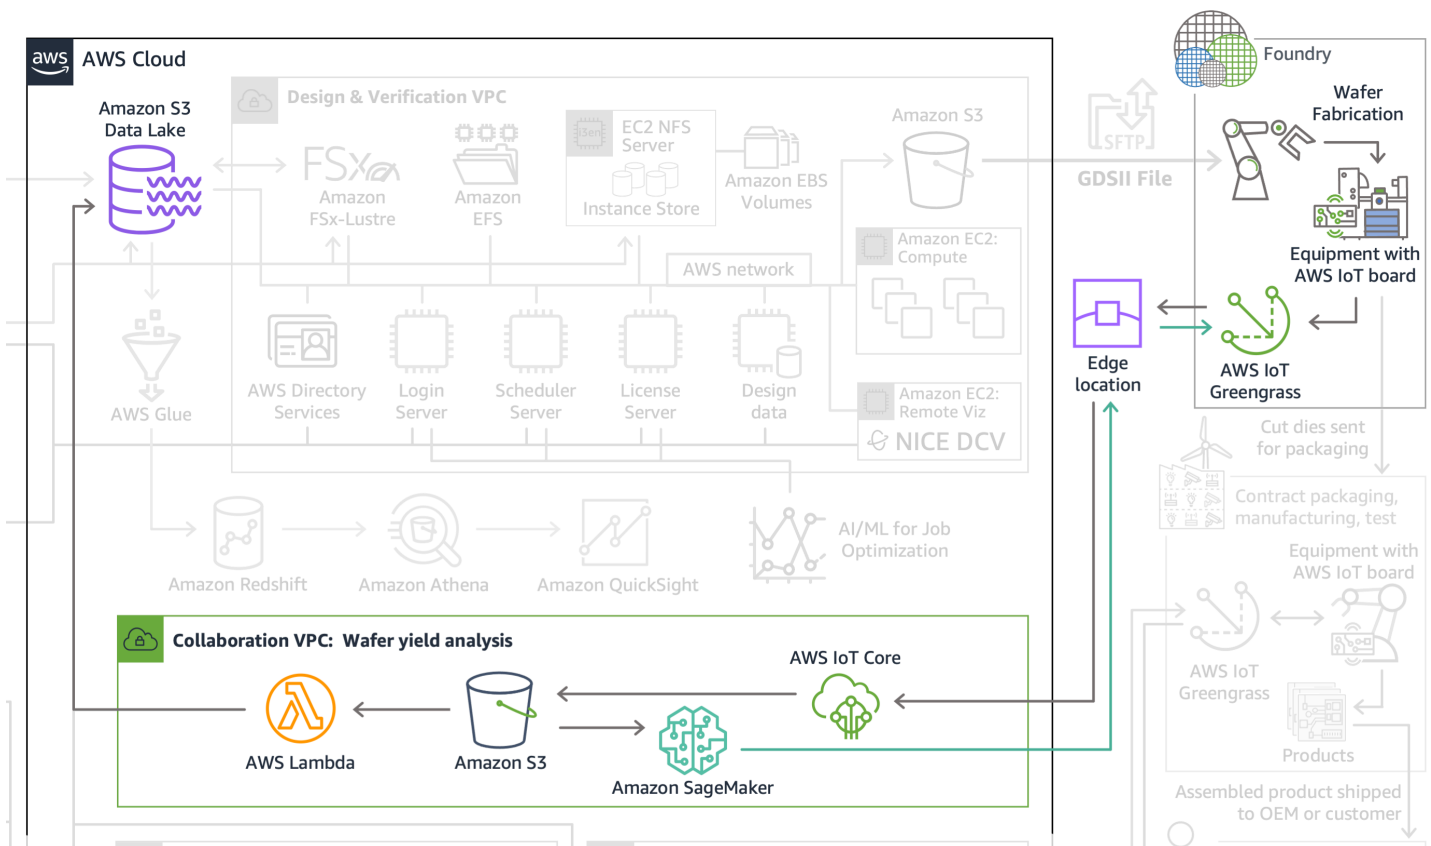 aws
AWS Cloud
Amazon S3
Data Lake
Design & Verification VPC
FSx
Amazon
FSx-Lustre
Amazon
EFS
i3en
EC2 NFS
Server
Instance Store
Amazon EBS
Volumes
Amazon S3
SFTP
GDSII File
Foundry
Wafer
Fabrication
Equipment with
AWS IoT board
AWS IoT
Greengrass
Edge
location
Amazon EC2:
Compute
AWS network
AWS Directory
Services
Login
Server
Scheduler
Server
License
Server
Design
data
Amazon EC2:
Remote Viz
NICE DCV
AWS Glue
Amazon Redshift
Amazon Athena
Amazon QuickSight
AI/ML for Job
Optimization
Cut dies sent
for packaging
Contract packaging,
manufacturing, test
Equipment with
AWS IoT board
AWS IoT
Greengrass
Products
Assembled product shipped
to OEM or customer
Collaboration VPC: Wafer yield analysis
AWS IoT Core
AWS Lambda
Amazon S3
Amazon SageMaker